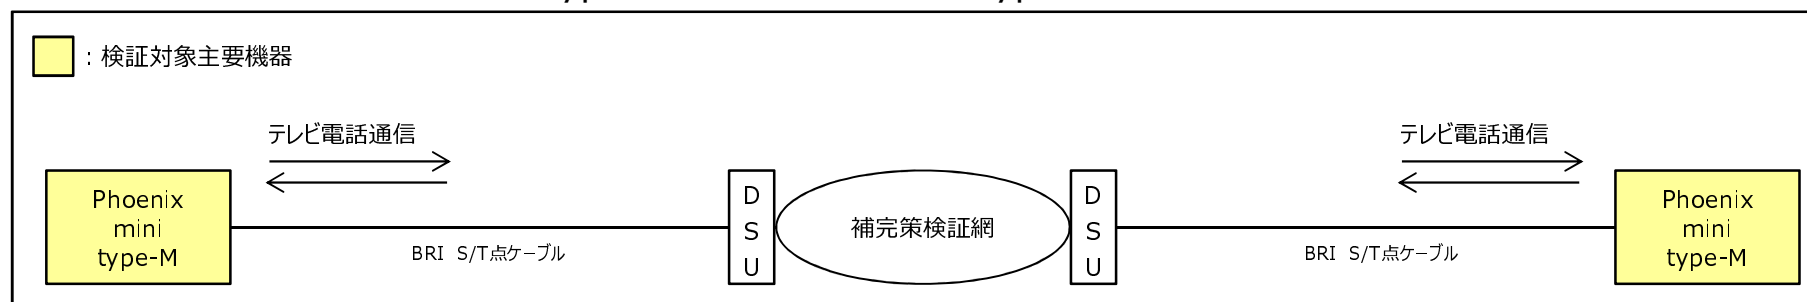 ：検証対象主要機器
テレビ電話通信
テレビ電話通信
Phoenix
mini
type-M
D
S
U
補完策検証網
D
S
U
Phoenix
mini
type-M
BRI S/T点ケーブル
BRI S/T点ケーブル